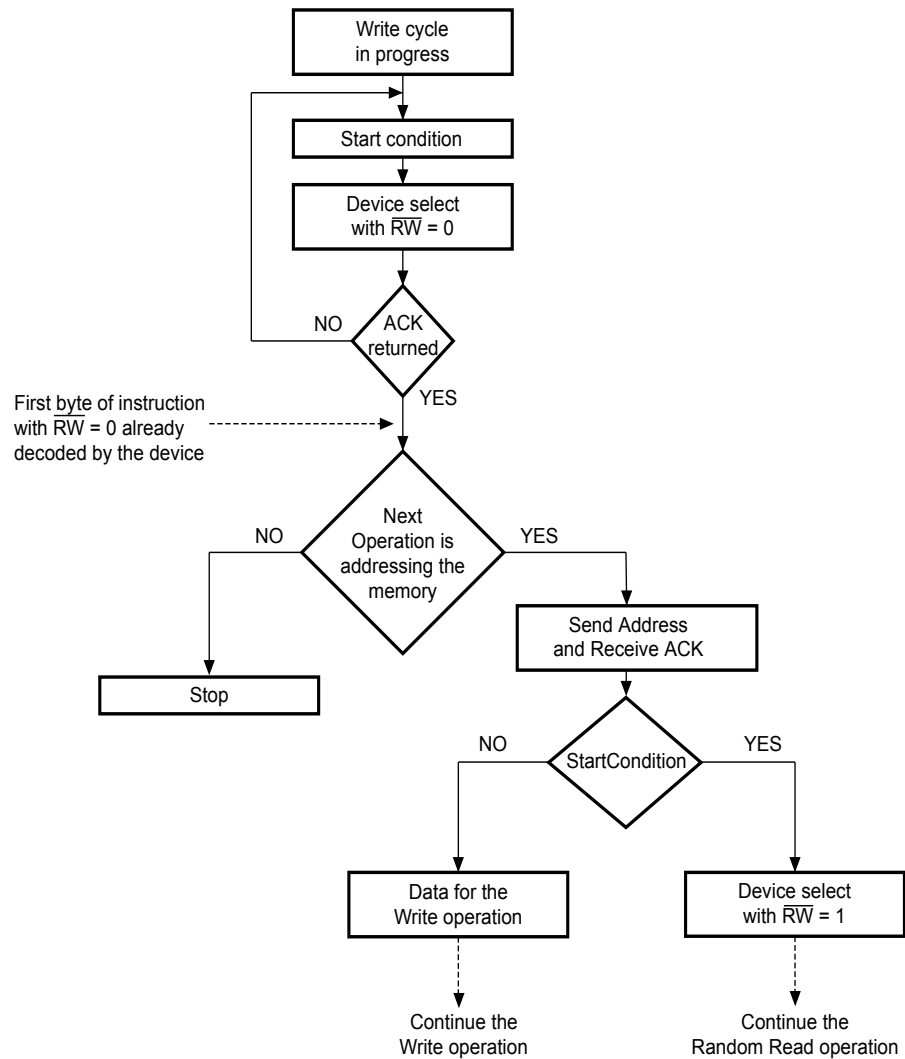 Write cycle
in progress
Start condition
Device select
with R̅W̅ = 0
NO
ACK
returned
YES
First byte of instruction
with R̅W̅ = 0 already
decoded by the device
NO
Next
Operation is
addressing the
memory
YES
Send Address
and Receive ACK
Stop
NO
StartCondition
YES
Data for the
Write operation
Device select
with R̅W̅ = 1
Continue the
Write operation
Continue the
Random Read operation